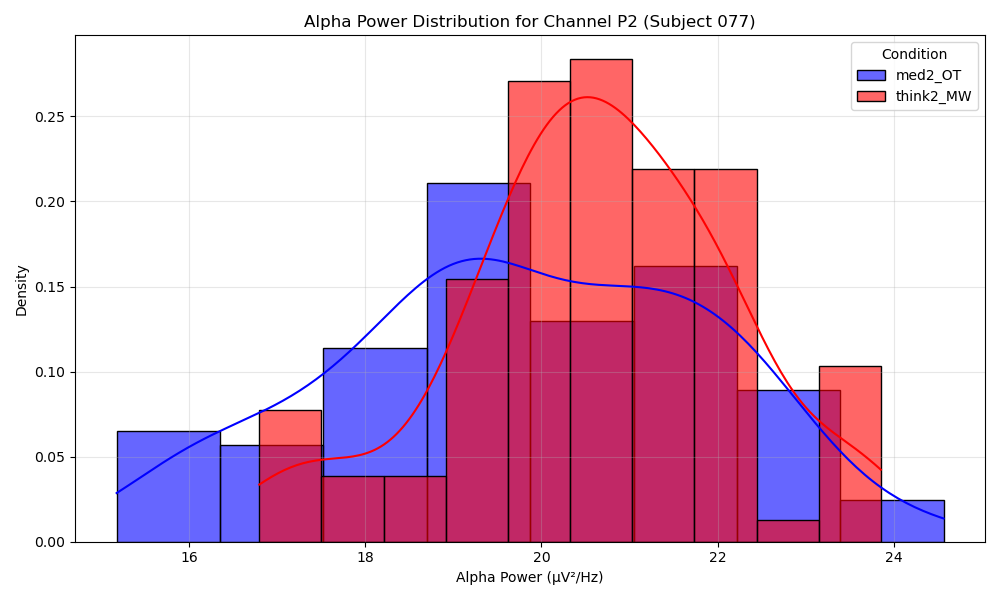 Alpha Power Distribution for Channel P2 (Subject 077)
Condition
med2_OT
think2_MW
Density
0.25
0.20
0.15
0.10
0.05
0.00
16 18 20 22 24
Alpha Power (µV²/Hz)